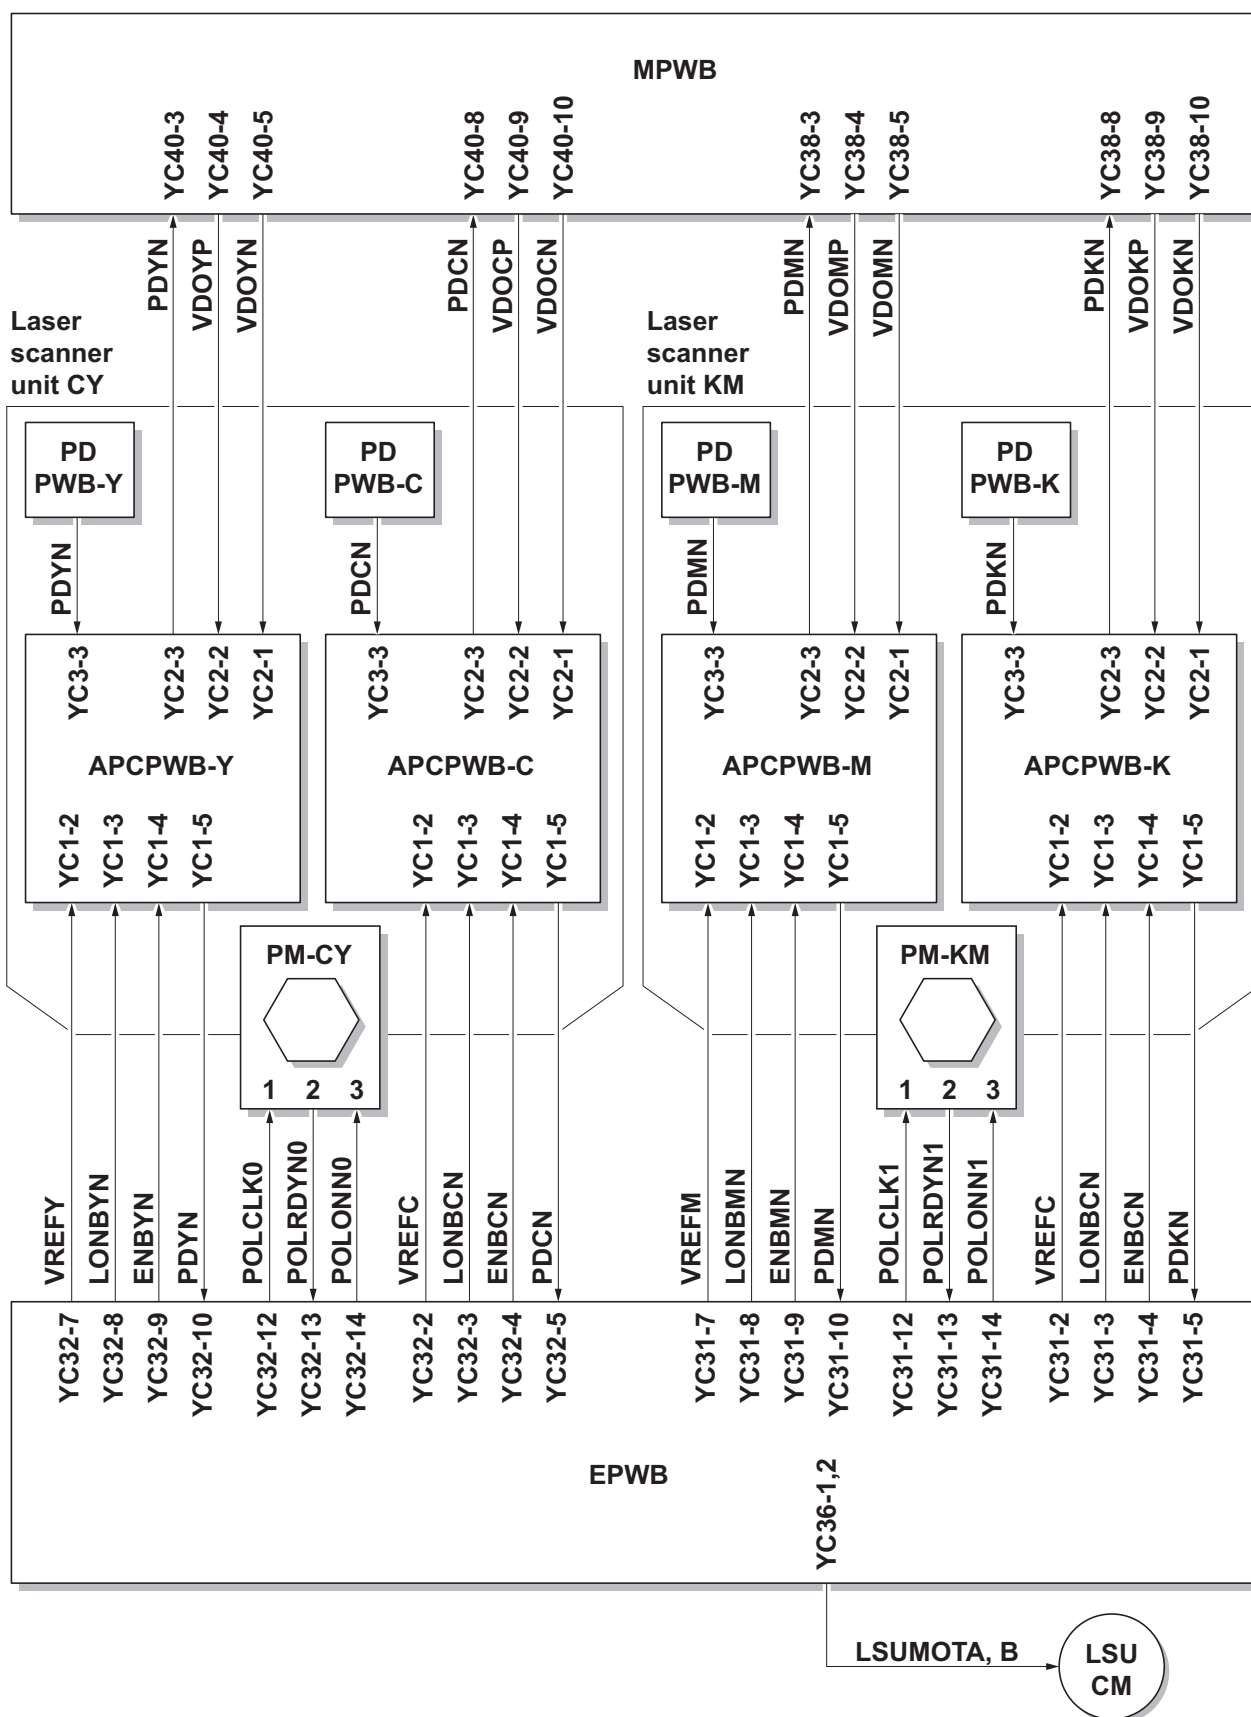 MPWB
YC40-3
YC40-4
YC40-5
YC40-8
YC40-9
YC40-10
YC38-3
YC38-4
YC38-5
YC38-8
YC38-9
YC38-10
PDYN
VDOYP
VDOYN
PDCN
VDOCP
VDOCN
PDMN
VDOMP
VDOMN
PDKN
VDOKP
VDOKN
Laser
scanner
unit CY
Laser
scanner
unit KM
PD
PWB-Y
PD
PWB-C
PD
PWB-M
PD
PWB-K
PDYN
PDCN
PDMN
PDKN
YC3-3
YC2-3
YC2-2
YC2-1
YC3-3
YC2-3
YC2-2
YC2-1
YC3-3
YC2-3
YC2-2
YC2-1
YC3-3
YC2-3
YC2-2
YC2-1
APCPWB-Y
APCPWB-C
APCPWB-M
APCPWB-K
YC1-2
YC1-3
YC1-4
YC1-5
YC1-2
YC1-3
YC1-4
YC1-5
YC1-2
YC1-3
YC1-4
YC1-5
YC1-2
YC1-3
YC1-4
YC1-5
PM-CY
1 2 3
PM-KM
1 2 3
VREFY
LONBYN
ENBYN
PDYN
POLCLK0
POLRDYN0
POLONN0
VREFC
LONBCN
ENBCN
PDCN
VREFM
LONBMN
ENBMN
PDMN
POLCLK1
POLRDYN1
POLONN1
VREFC
LONBCN
ENBCN
PDKN
YC32-7
YC32-8
YC32-9
YC32-10
YC32-12
YC32-13
YC32-14
YC32-2
YC32-3
YC32-4
YC32-5
YC31-7
YC31-8
YC31-9
YC31-10
YC31-12
YC31-13
YC31-14
YC31-2
YC31-3
YC31-4
YC31-5
EPWB
YC36-1,2
LSUMOTA, B
LSU
CM